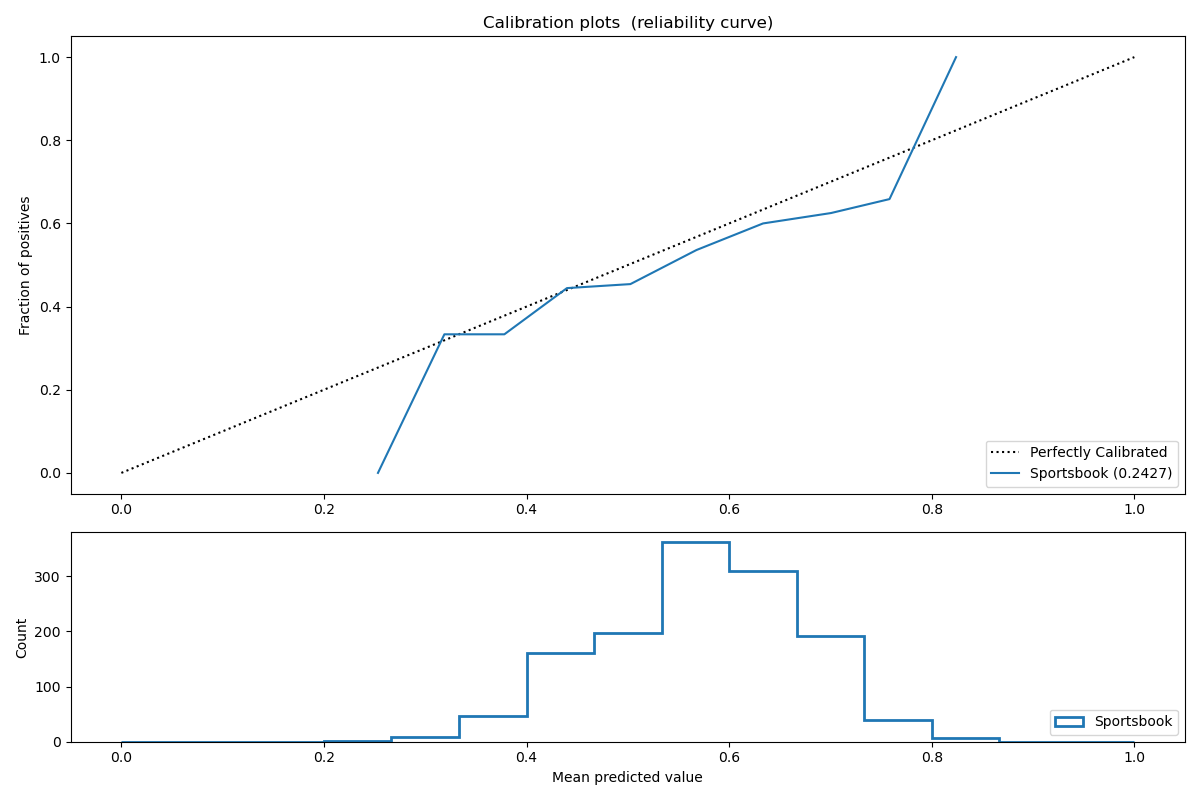 Calibration plots  (reliability curve)
1.0
0.8
0.6
0.4
0.2
0.0
Fraction of positives
Perfectly Calibrated
Sportsbook (0.2427)
0.0 0.2 0.4 0.6 0.8 1.0
300
200
100
0
Count
Sportsbook
0.0 0.2 0.4 0.6 0.8 1.0
Mean predicted value